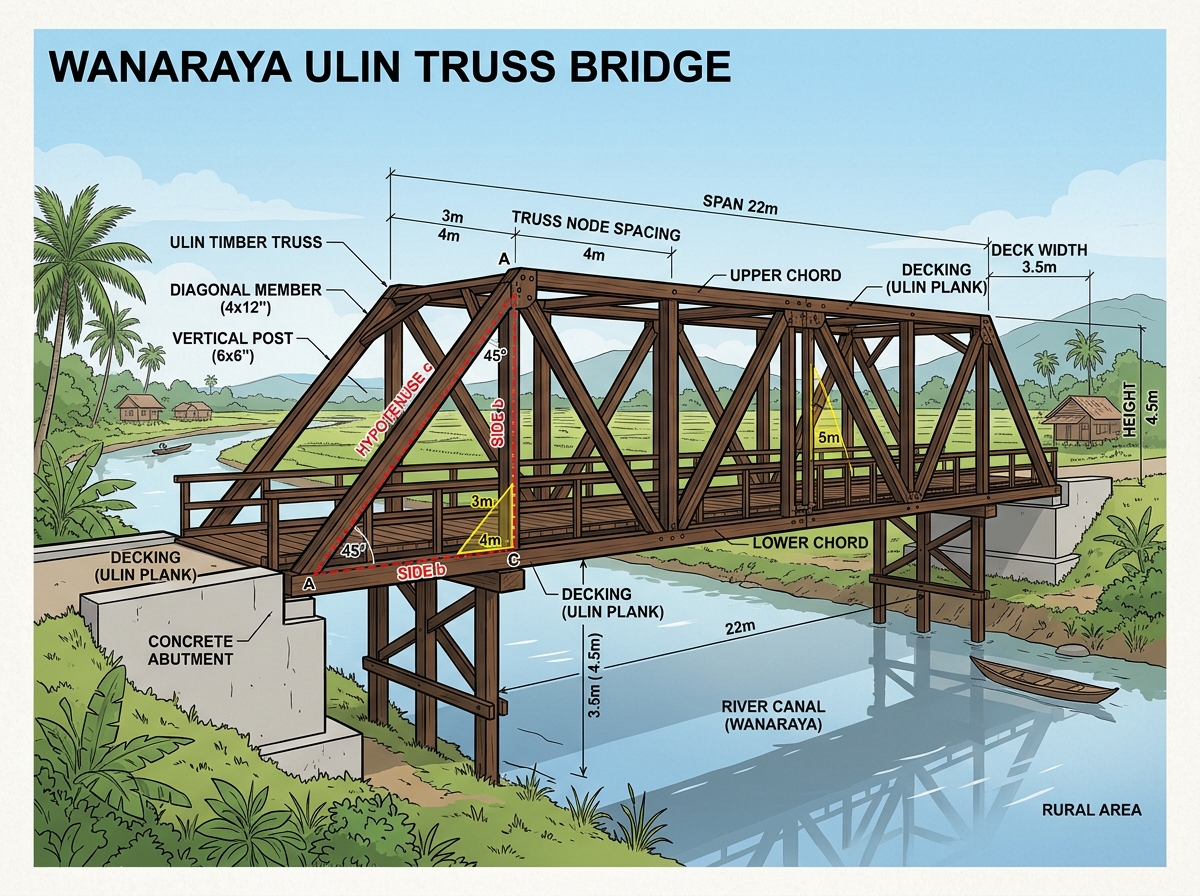 WANARAYA ULIN TRUSS BRIDGE
SPAN 22m
3m
4m
TRUSS NODE SPACING
4m
DECK WIDTH
3.5m
ULIN TIMBER TRUSS
A
UPPER CHORD
DECKING
(ULIN PLANK)
DIAGONAL MEMBER
(4x12")
VERTICAL POST
(6x6")
45°
HYPOTENUSE c
SIDE b
HEIGHT
4.5m
5m
3m
4m
45°
A
SIDE b
C
LOWER CHORD
DECKING
(ULIN PLANK)
DECKING
(ULIN PLANK)
CONCRETE
ABUTMENT
3.5m (4.5m)
22m
RIVER CANAL
(WANARAYA)
RURAL AREA